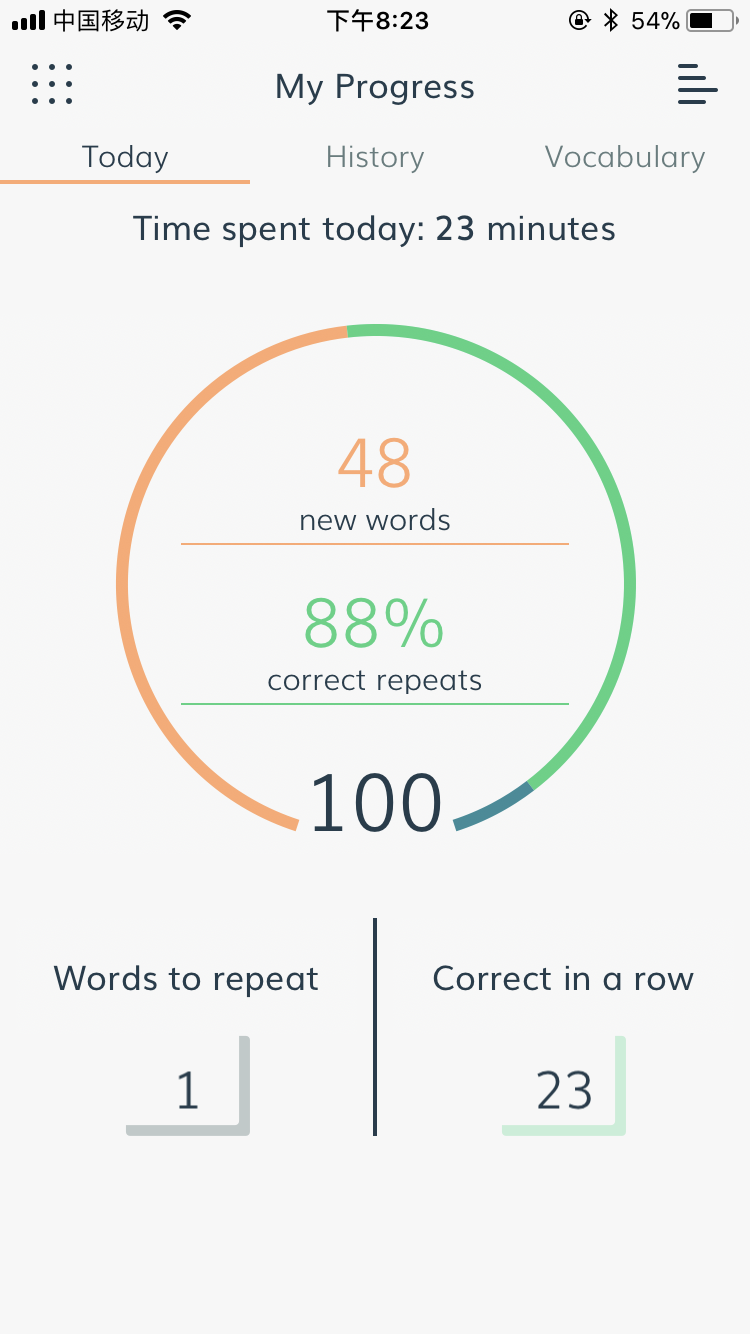 中国移动 下午8:23 54%
My Progress
Today History Vocabulary
Time spent today: 23 minutes
48
new words
88%
correct repeats
100
Words to repeat Correct in a row
1 23